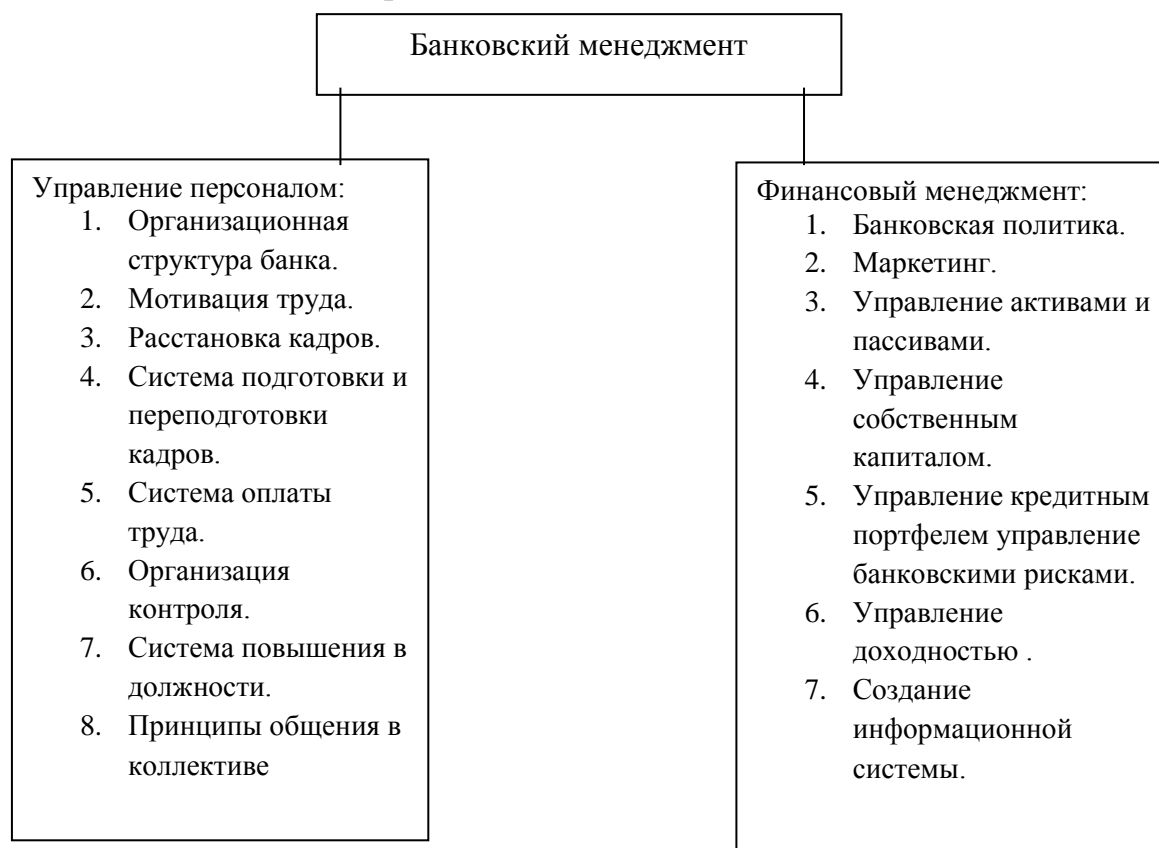 Банковский менеджмент
Управление персоналом:
1. Организационная
структура банка.
2. Мотивация труда.
3. Расстановка кадров.
4. Система подготовки и
переподготовки
кадров.
5. Система оплаты
труда.
6. Организация
контроля.
7. Система повышения в
должности.
8. Принципы общения в
коллективе
Финансовый менеджмент:
1. Банковская политика.
2. Маркетинг.
3. Управление активами и
пассивами.
4. Управление
собственным
капиталом.
5. Управление кредитным
портфелем управление
банковскими рисками.
6. Управление
доходностью .
7. Создание
информационной
системы.